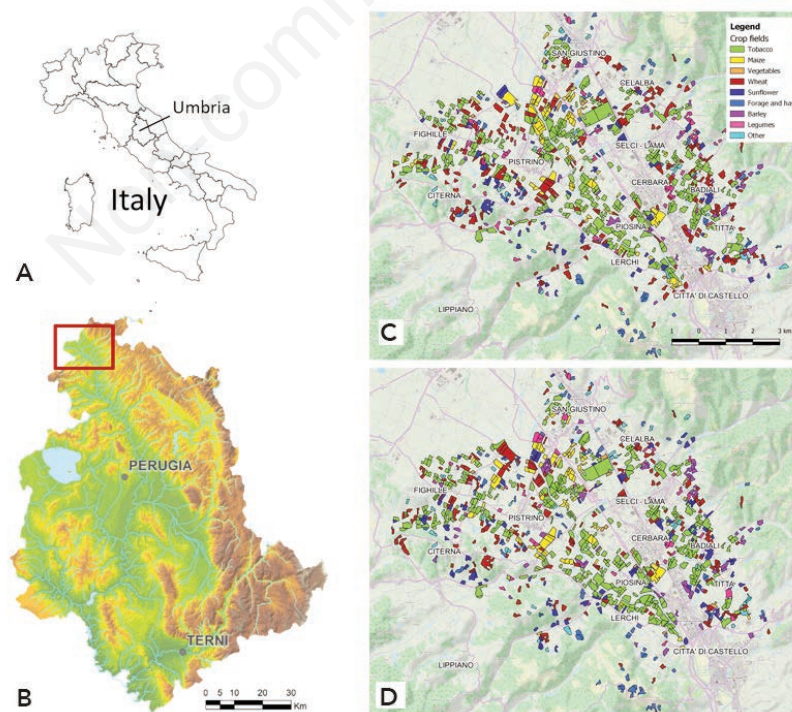 Umbria
Italy
A
PERUGIA
TERNI
B
0 5 10 20 30
Km
SAN GIUSTINO
CELALBA
FIGHILLE
SELCI - LAMA
PISTRINO
CERBARA
BADIALI
CITERNA
TITTA
PIOSINA
LERCHI
CITTA' DI CASTELLO
LIPPIANO
C
1 0 1 2 3 km
Legend
Crop fields
Tobacco
Maize
Vegetables
Wheat
Sunflower
Forage and ha
Barley
Legumes
Other
SAN GIUSTINO
CELALBA
FIGHILLE
SELCI - LAMA
PISTRINO
CERBARA
BADIALI
CITERNA
TITTA
PIOSINA
LERCHI
CITTA' DI CASTELLO
LIPPIANO
D